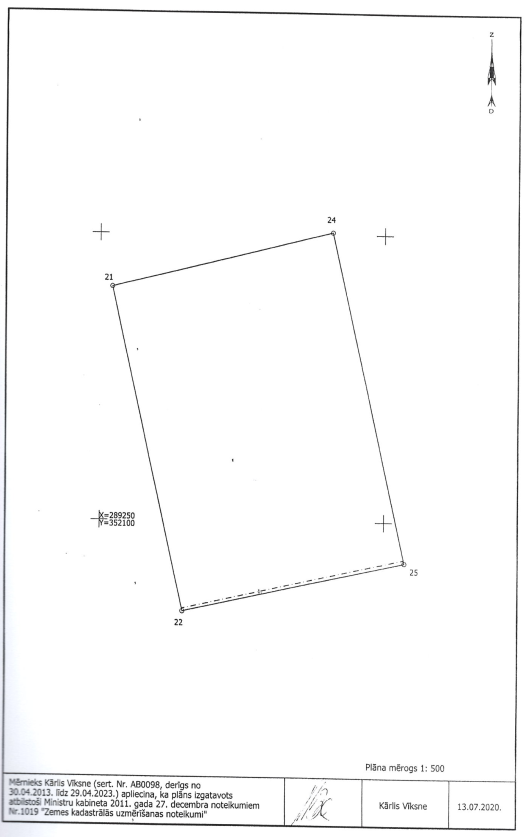 Z
D
24
21
X=289250
Y=352100
25
22
Plāna mērogs 1: 500
Mērnieks Kārlis Vīksne (sert. Nr. AB0098, derīgs no
30.04.2013. līdz 29.04.2023.) apliecina, ka plāns izgatavots
atbilstoši Ministru kabineta 2011. gada 27. decembra noteikumiem
Nr.1019 "Zemes kadastrālās uzmērīšanas noteikumi"
Kārlis Vīksne
13.07.2020.